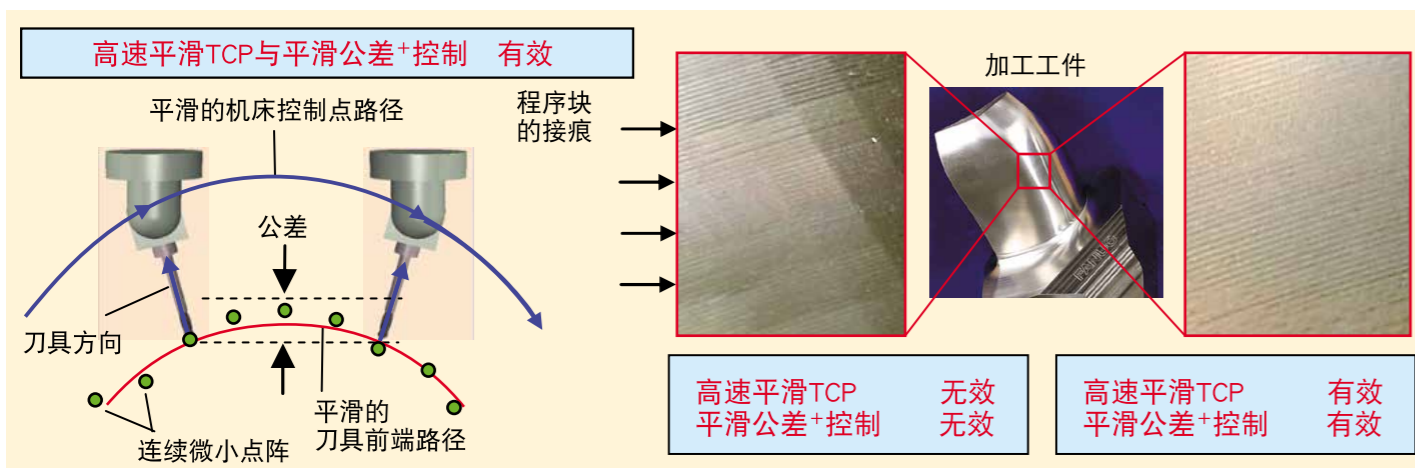 高速平滑TCP与平滑公差+控制 有效
平滑的机床控制点路径
公差
刀具方向
连续微小点阵
平滑的
刀具前端路径
程序块
的接痕
加工工件
高速平滑TCP 无效
平滑公差+控制 无效
高速平滑TCP 有效
平滑公差+控制 有效